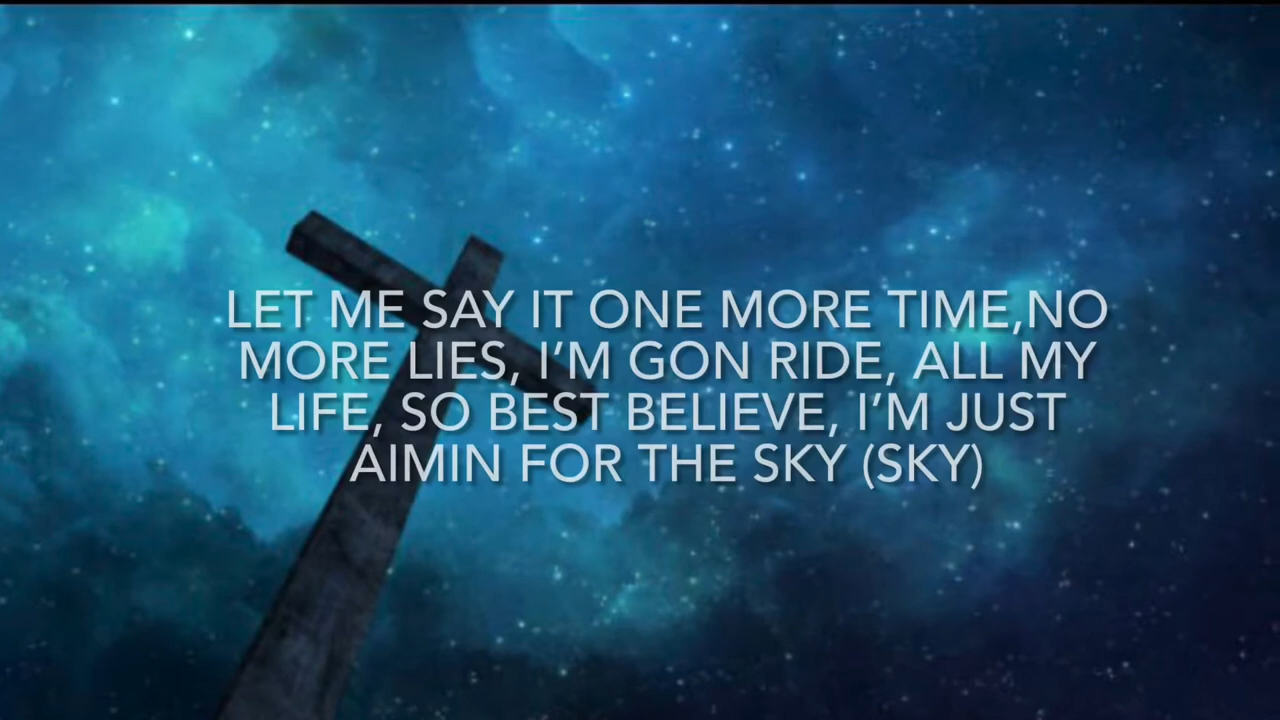 LET ME SAY IT ONE MORE TIME,NO
MORE LIES, I’M GON RIDE, ALL MY
LIFE, SO BEST BELIEVE, I’M JUST
AIMIN FOR THE SKY (SKY)